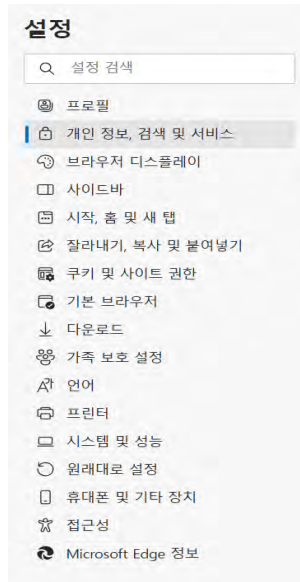 설정
설정 검색
프로필
개인 정보, 검색 및 서비스
브라우저 디스플레이
사이드바
시작, 홈 및 새 탭
잘라내기, 복사 및 붙여넣기
쿠키 및 사이트 권한
기본 브라우저
다운로드
가족 보호 설정
언어
프린터
시스템 및 성능
원래대로 설정
휴대폰 및 기타 장치
접근성
Microsoft Edge 정보